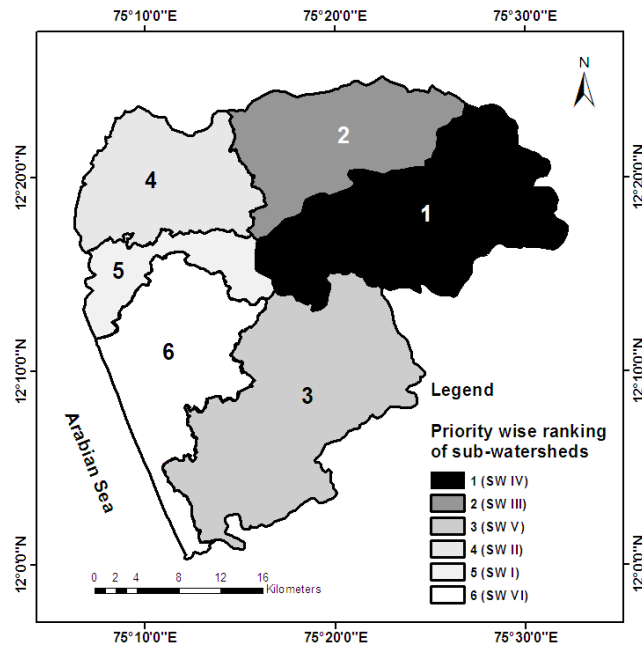 75°10'0"E 75°20'0"E 75°30'0"E
N
12°20'0"N 12°20'0"N
2
4
1
5
6
12°10'0"N 12°10'0"N
3
Arabian Sea
Legend
Priority wise ranking
of sub-watersheds
1 (SW IV)
2 (SW III)
3 (SW V)
4 (SW II)
5 (SW I)
6 (SW VI)
12°0'0"N 12°0'0"N
0 2 4 8 12 16
Kilometers
75°10'0"E 75°20'0"E 75°30'0"E